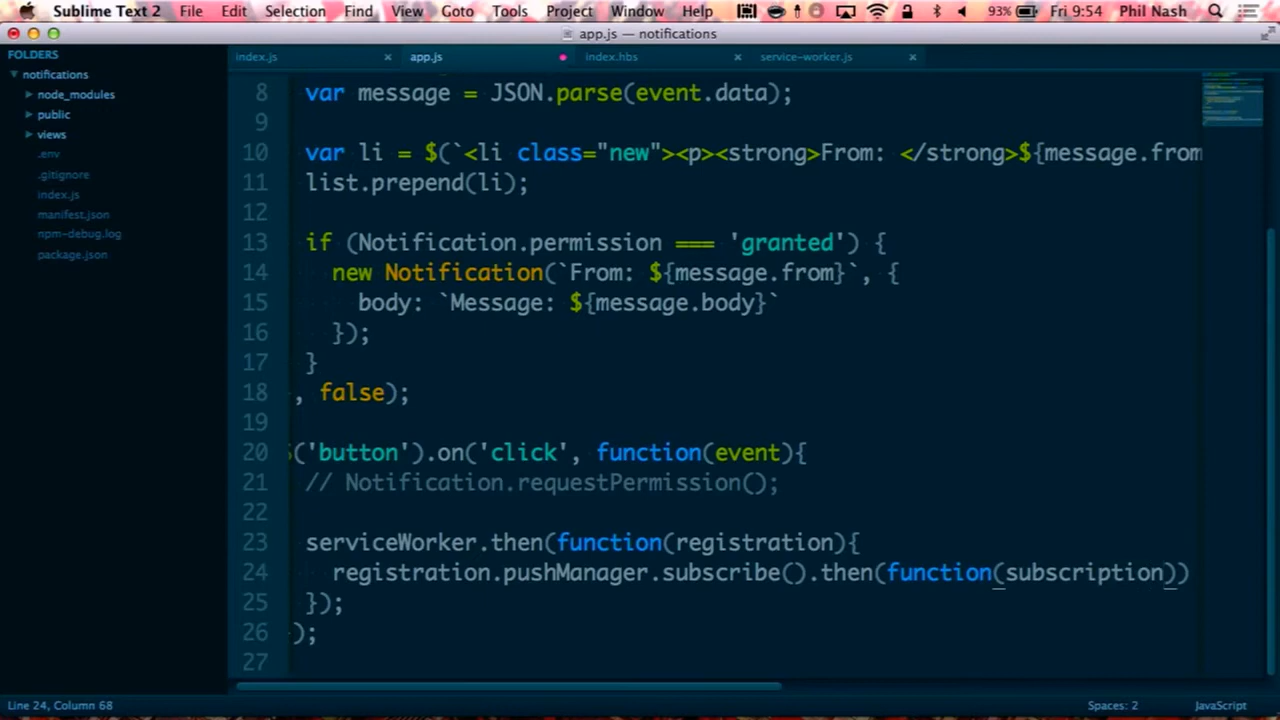 Sublime Text 2 File Edit Selection Find View Goto Tools Project Window Help 93% Fri 9:54 Phil Nash
app.js — notifications
FOLDERS
notifications
node_modules
public
views
.env
.gitignore
index.js
manifest.json
npm-debug.log
package.json
index.js × app.js index.hbs × service-worker.js ×
8 var message = JSON.parse(event.data);
9
10 var li = $(`<li class="new"><p><strong>From: </strong>${message.from
11 list.prepend(li);
12
13 if (Notification.permission === 'granted') {
14 new Notification(`From: ${message.from}`, {
15 body: `Message: ${message.body}`
16 });
17 }
18 , false);
19
20 $('button').on('click', function(event){
21 // Notification.requestPermission();
22
23 serviceWorker.then(function(registration){
24 registration.pushManager.subscribe().then(function(subscription))
25 });
26 );
27
Line 24, Column 68 Spaces: 2 JavaScript